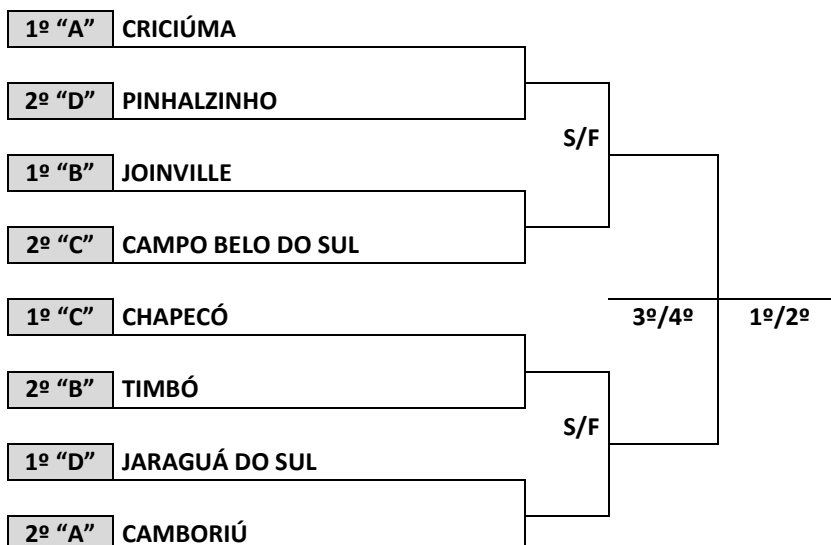 1º “A” CRICIÚMA
2º “D” PINHALZINHO
S/F
1º “B” JOINVILLE
2º “C” CAMPO BELO DO SUL
1º “C” CHAPECÓ
3º/4º 1º/2º
2º “B” TIMBÓ
S/F
1º “D” JARAGUÁ DO SUL
2º “A” CAMBORIÚ